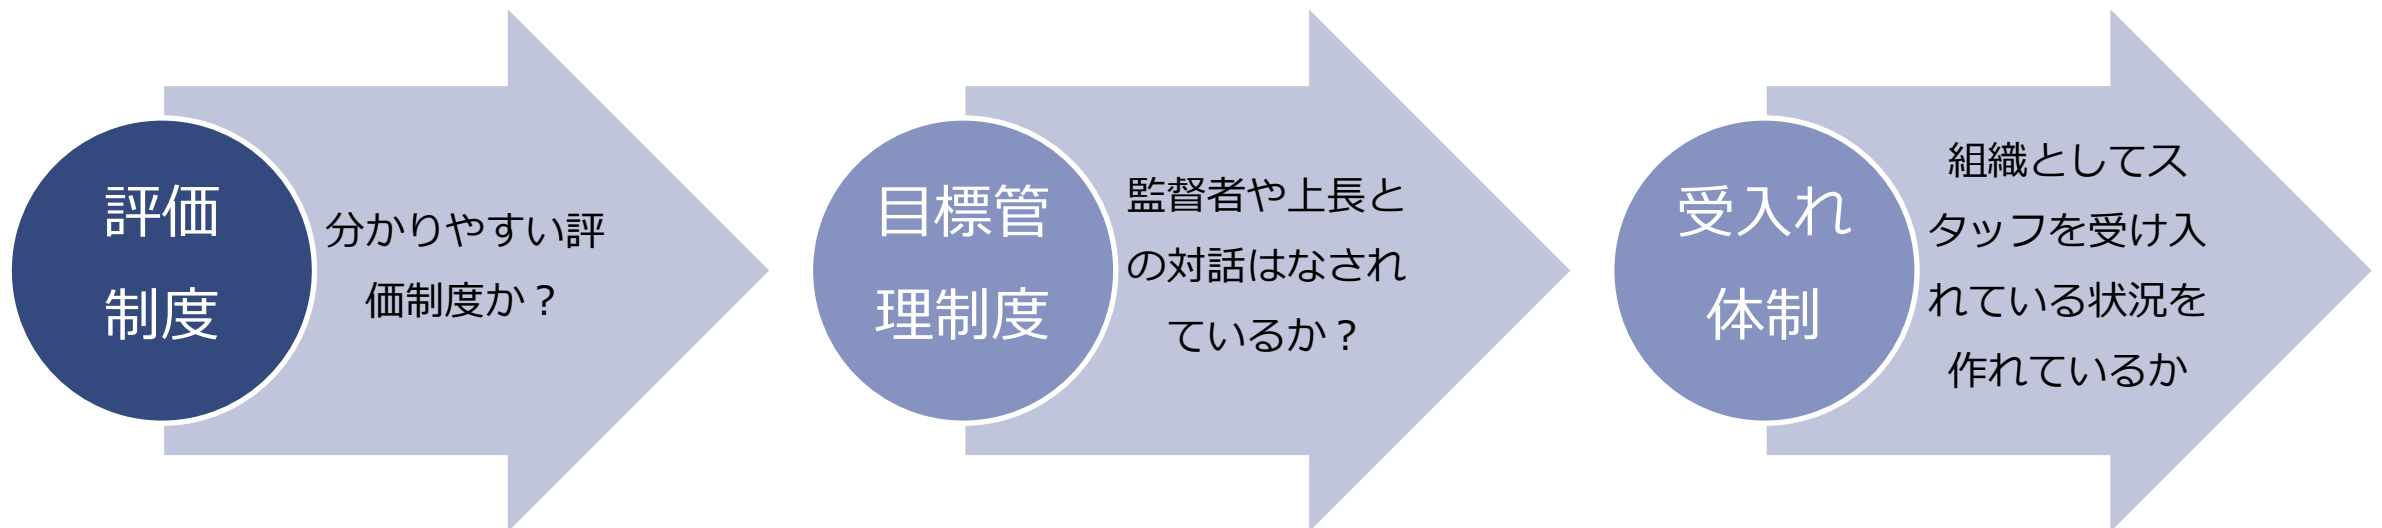 評価
制度
分かりやすい評
価制度か？
目標管
理制度
監督者や上長と
の対話はなされ
ているか？
受入れ
体制
組織としてス
タッフを受け入
れている状況を
作れているか